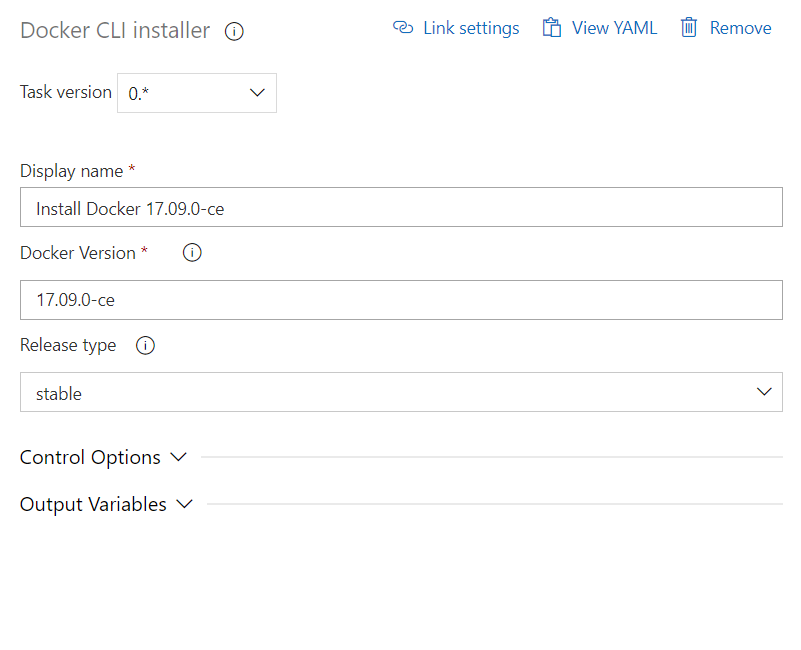 Docker CLI installer Link settings View YAML Remove
Task version 0.*
Display name *
Install Docker 17.09.0-ce
Docker Version *
17.09.0-ce
Release type
stable
Control Options
Output Variables